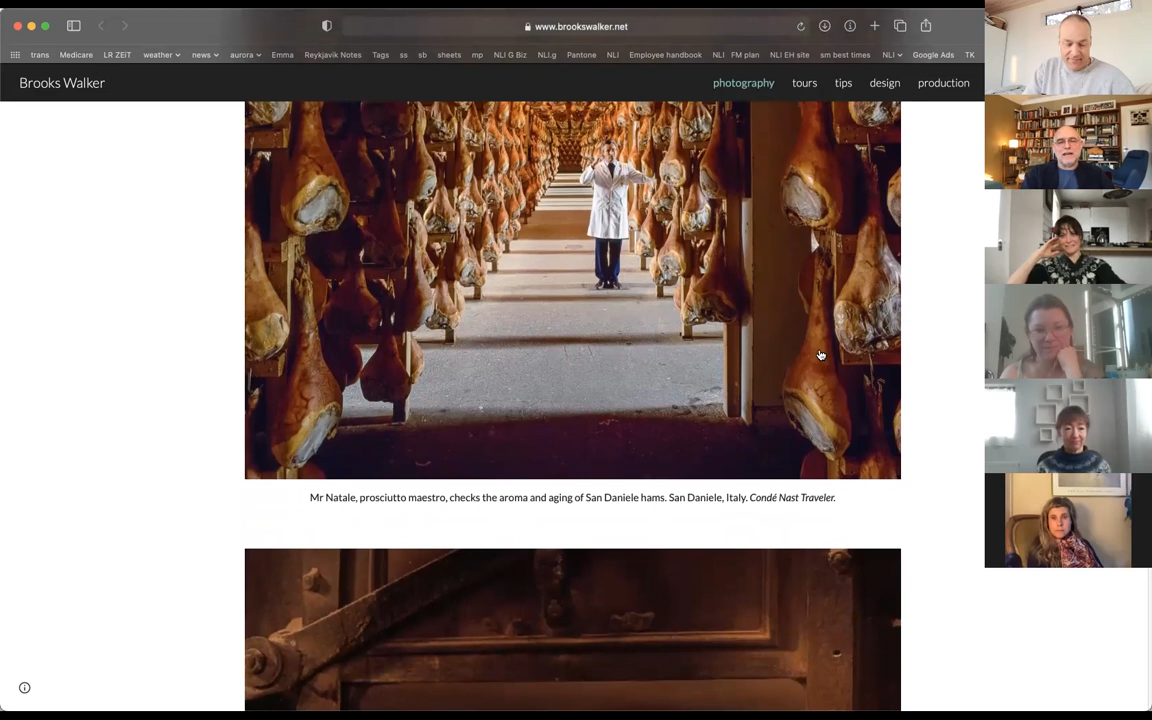 www.brookswalker.net
trans Medicare LR ZEIT weather news aurora Emma Reykjavik Notes Tags ss sb sheets mp NLI G Biz NLI.g Pantone NLI Employee handbook NLI FM plan NLI EH site sm best times NLI Google Ads TK
Brooks Walker photography tours tips design production
Mr Natale, prosciutto maestro, checks the aroma and aging of San Daniele hams. San Daniele, Italy. Condé Nast Traveler.